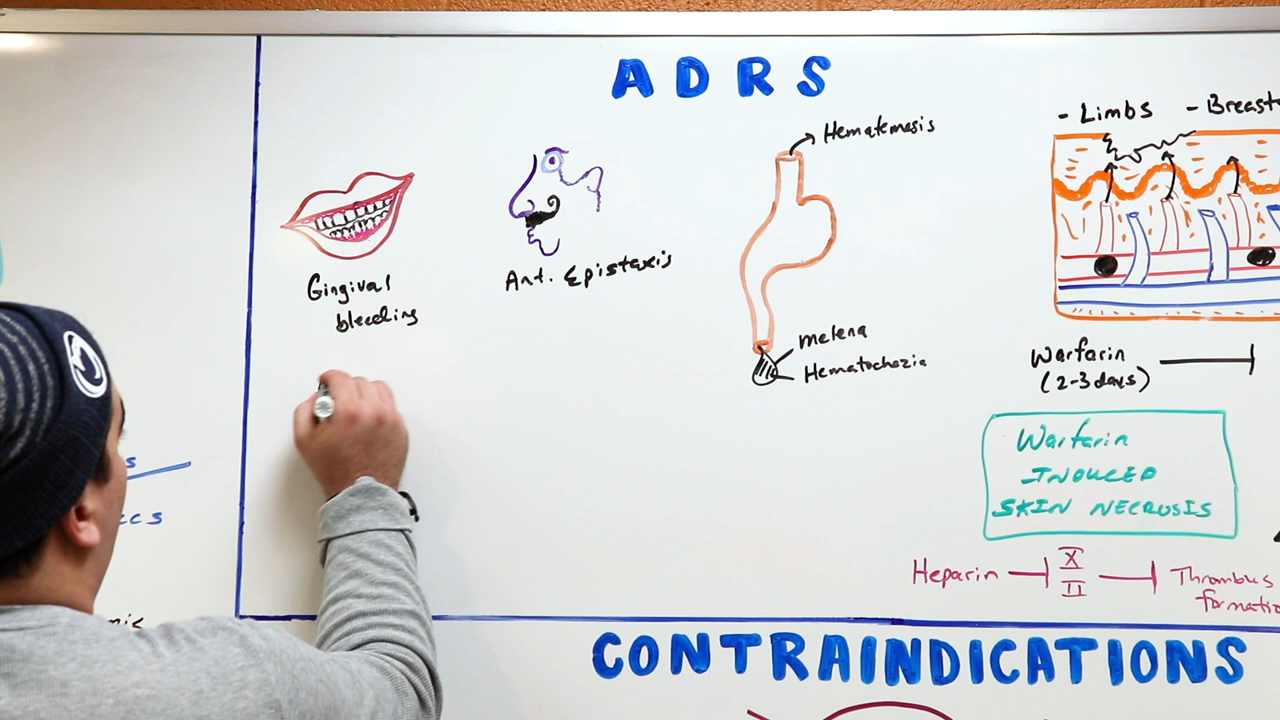 ADRS
Gingival
bleeding
Ant. Epistaxis
Hematemesis
melena
Hematochezia
- Limbs - Breast
Warfarin
(2-3 days)
Warfarin
INDUCED
SKIN NECROSIS
Heparin
X
II
Thrombus
formatio
CONTRAINDICATIONS